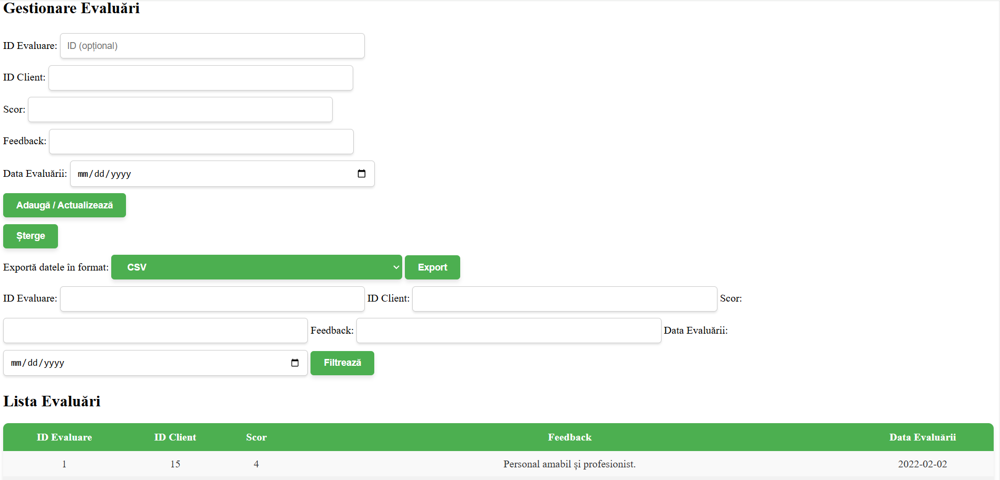 Gestionare Evaluări
ID Evaluare: ID (opțional)
ID Client:
Scor:
Feedback:
Data Evaluării: mm/dd/yyyy
Adaugă / Actualizează
Șterge
Exportă datele în format: CSV Export
ID Evaluare: ID Client: Scor:
Feedback: Data Evaluării:
mm/dd/yyyy Filtrează
Lista Evaluări
ID Evaluare ID Client Scor Feedback Data Evaluării
1 15 4 Personal amabil și profesionist. 2022-02-02